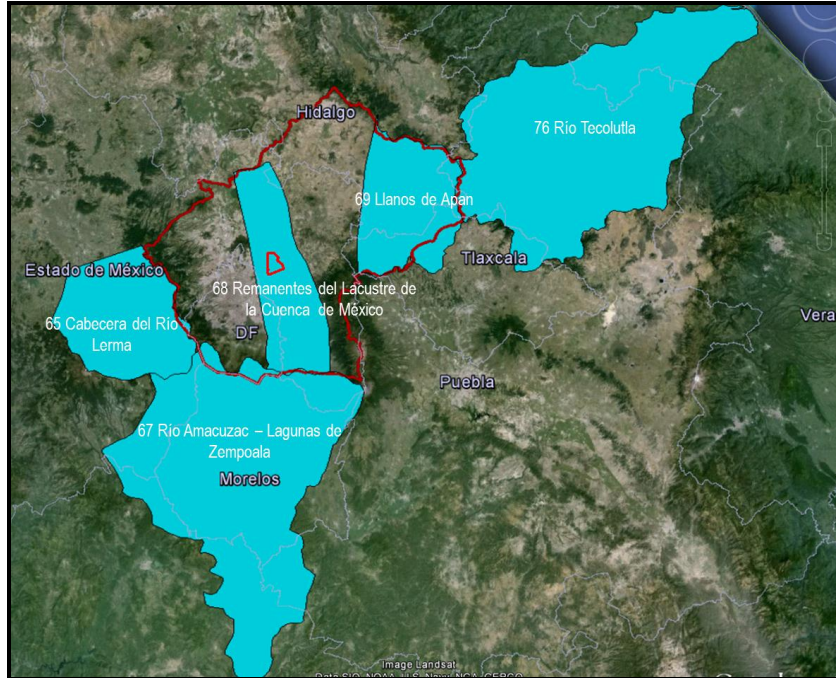 Hidalgo
76 Río Tecolutla
69 Llanos de Apan
Tlaxcala
Estado de México
68 Remanentes del Lacustre de
la Cuenca de México
65 Cabecera del Río
Lerma
DF
Vera
Puebla
67 Río Amacuzac – Lagunas de
Zempoala
Morelos
Image Landsat